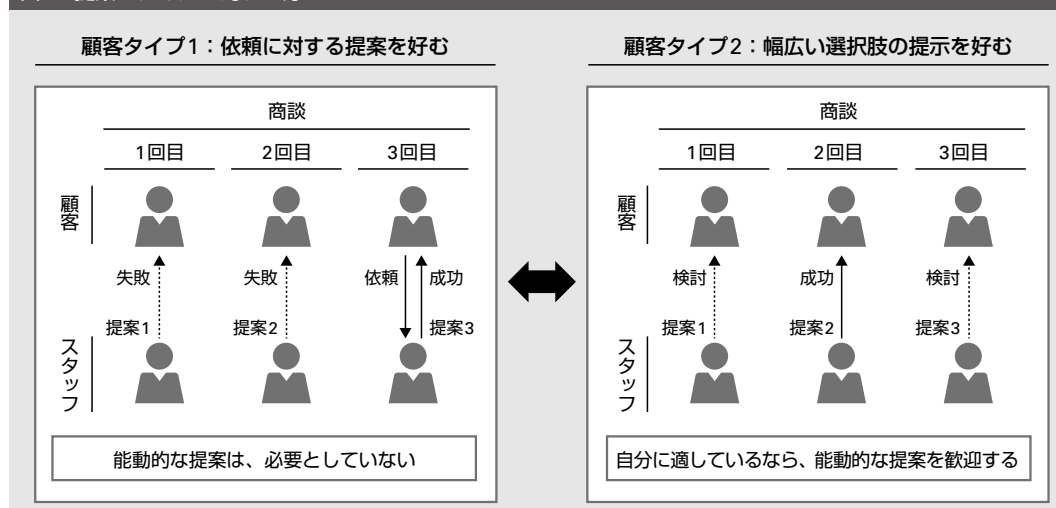 顧客タイプ1:依頼に対する提案を好む
商談
1回目 2回目 3回目
顧客
失敗 失敗 依頼 成功
提案1 提案2 提案3
スタッフ
能動的な提案は、必要としていない
顧客タイプ2:幅広い選択肢の提示を好む
商談
1回目 2回目 3回目
顧客
検討 成功 検討
提案1 提案2 提案3
スタッフ
自分に適しているなら、能動的な提案を歓迎する